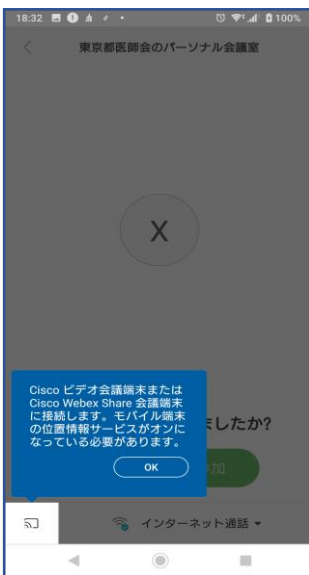 18:32
100%
東京都医師会のパーソナル会議室
X
Cisco ビデオ会議端末または
Cisco Webex Share 会議端末
に接続します。モバイル端末
の位置情報サービスがオンに
なっている必要があります。
OK
ましたか?
加
インターネット通話